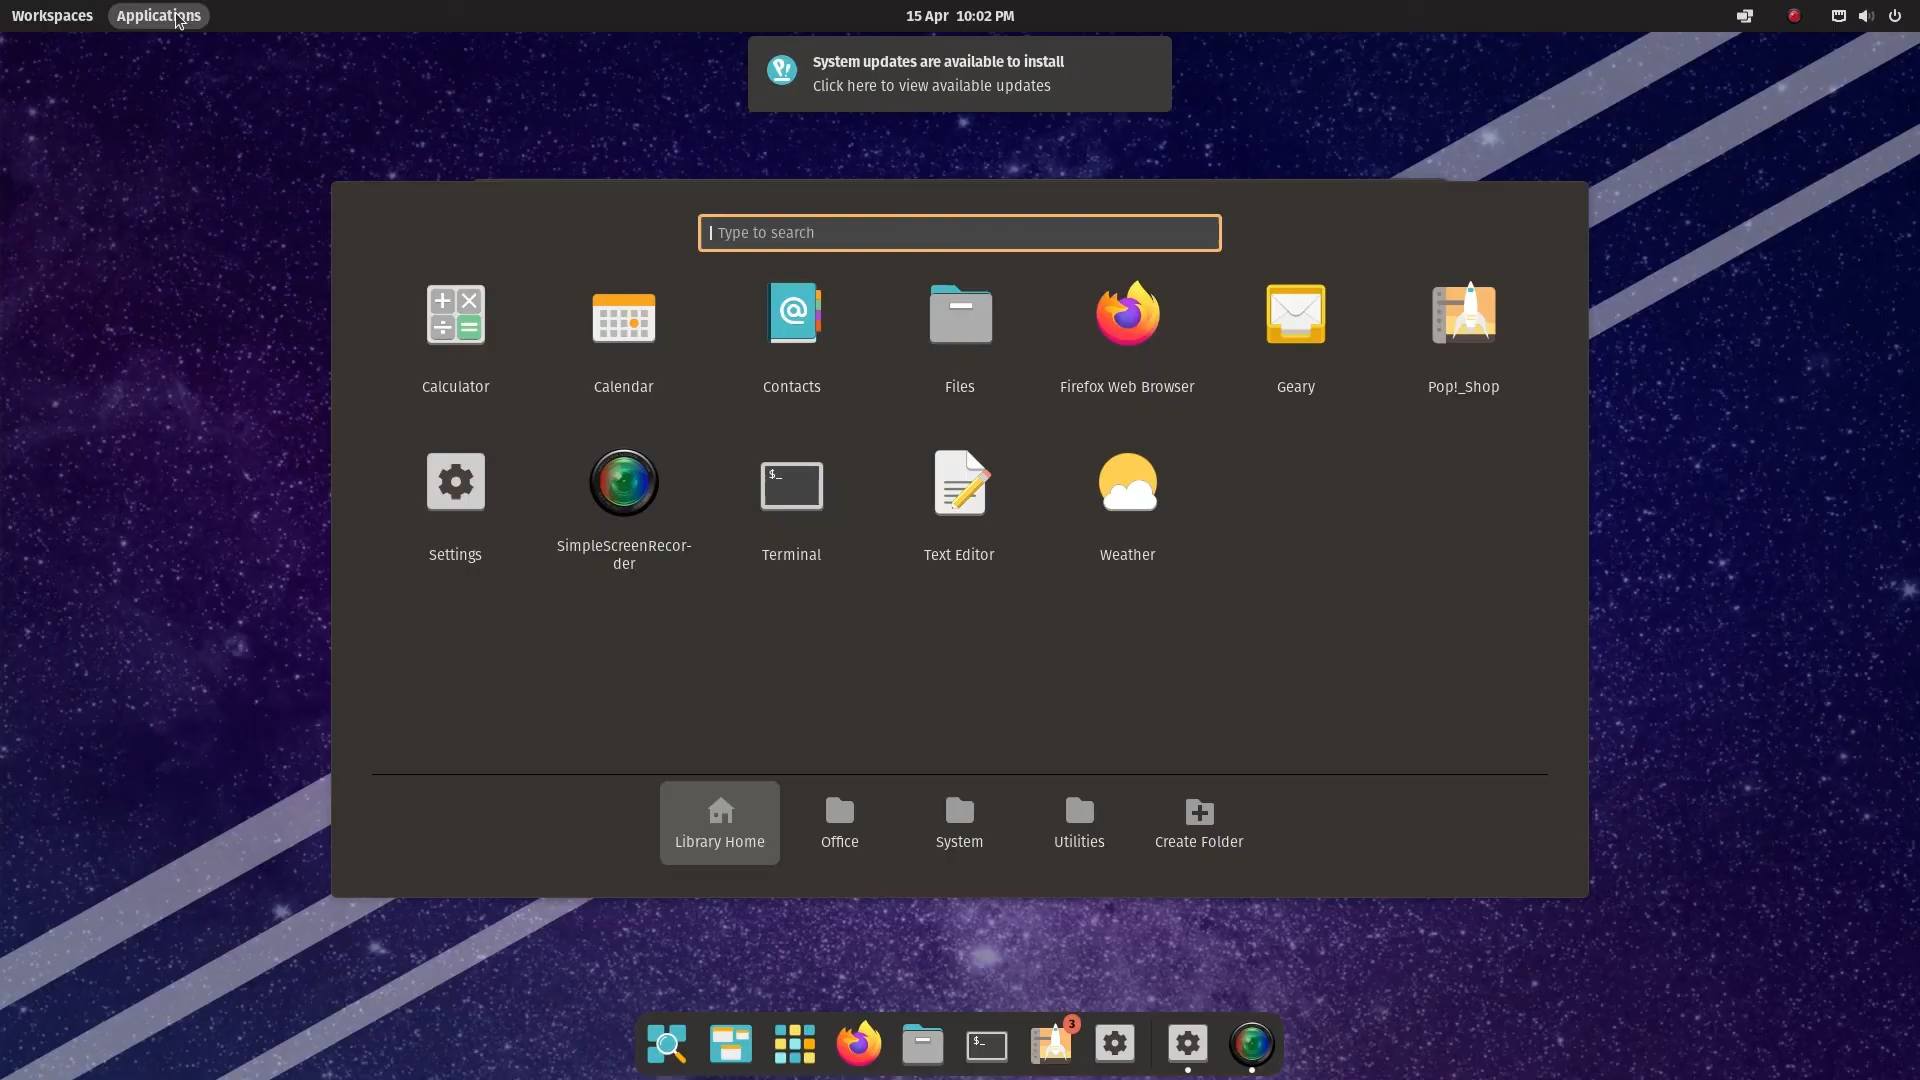 Workspaces
Applications
15 Apr 10:02 PM
System updates are available to install
Click here to view available updates
Type to search
Calculator
Calendar
Contacts
Files
Firefox Web Browser
Geary
Pop!_Shop
$_
Settings
SimpleScreenRecor-
der
Terminal
Text Editor
Weather
Library Home
Office
System
Utilities
Create Folder
$_
3